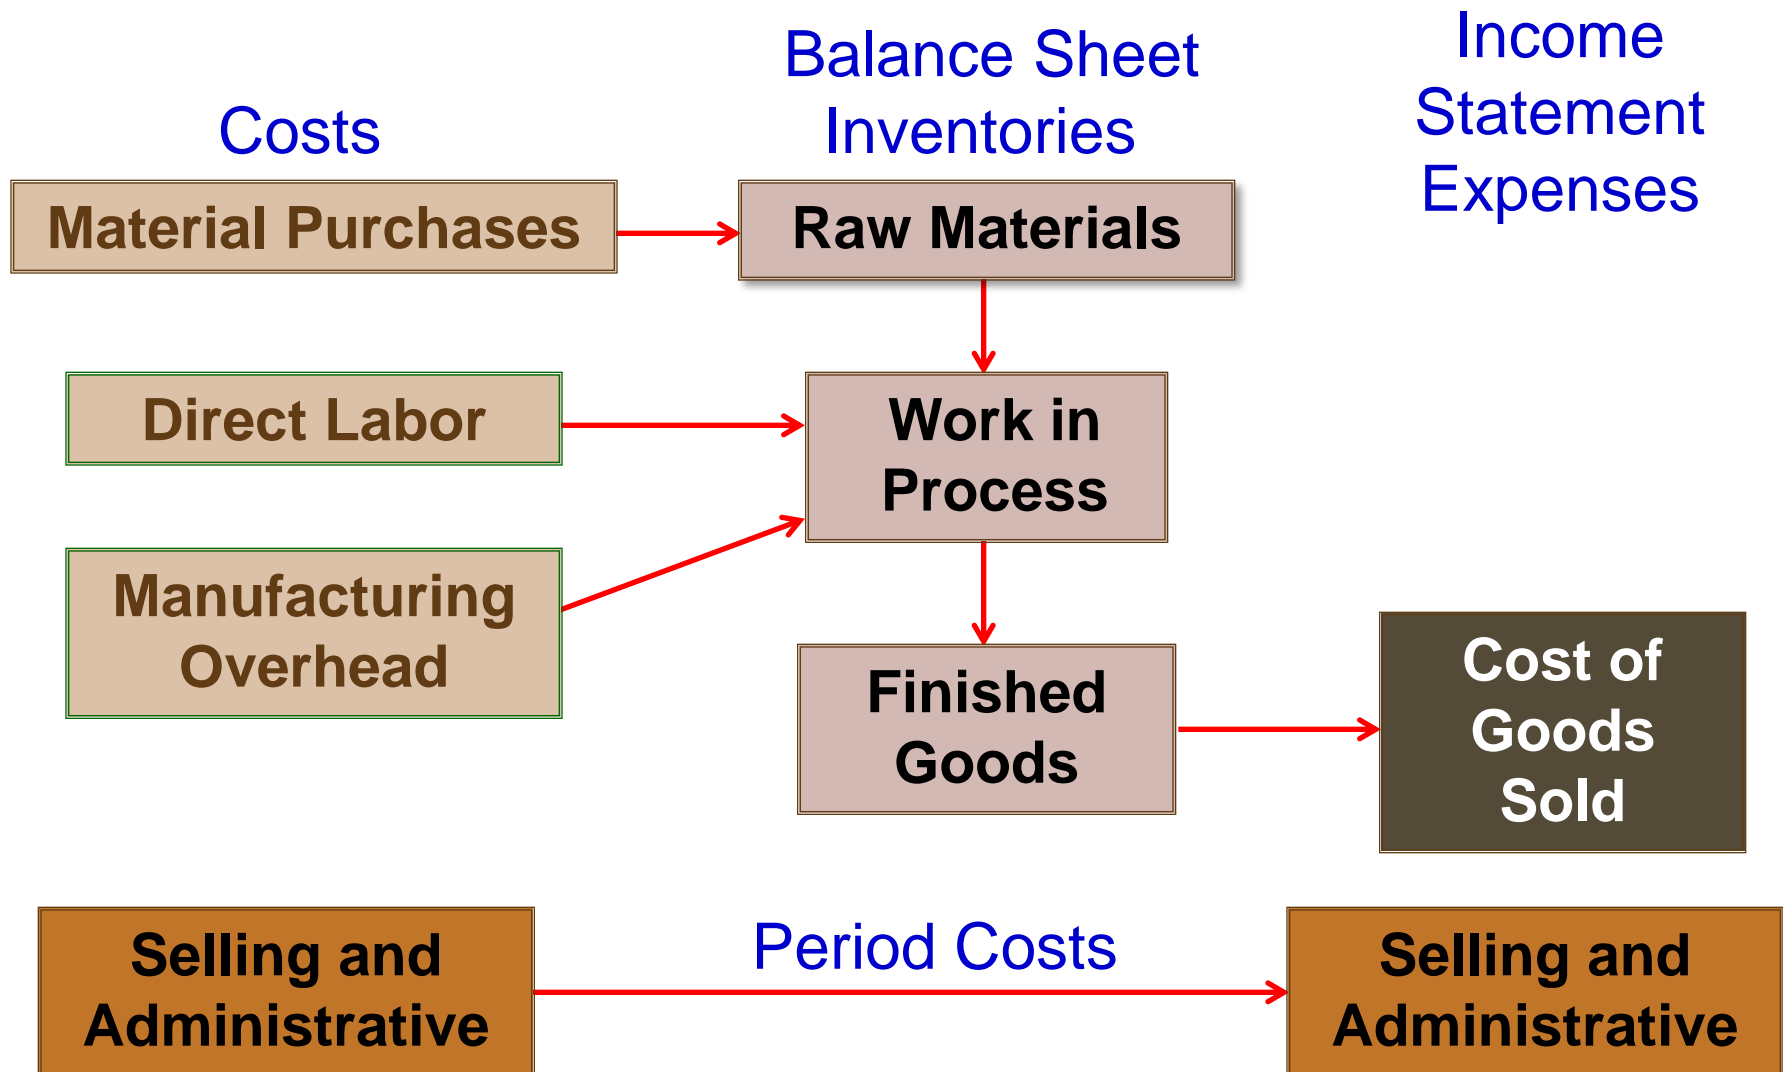 Costs
Balance Sheet
Inventories
Income
Statement
Expenses
Material Purchases
Raw Materials
Direct Labor
Work in
Process
Manufacturing
Overhead
Finished
Goods
Cost of
Goods
Sold
Selling and
Administrative
Period Costs
Selling and
Administrative